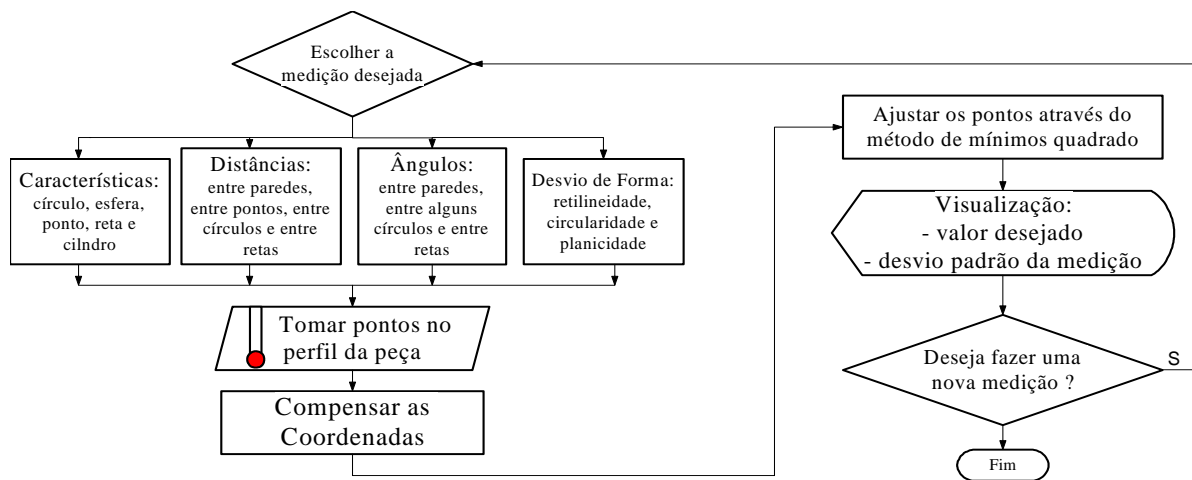 Escolher a
medição desejada
Características:
círculo, esfera,
ponto, reta e
cilndro
Distâncias:
entre paredes,
entre pontos, entre
círculos e entre
retas
Ângulos:
entre paredes,
entre alguns
círculos e entre
retas
Desvio de Forma:
retilineidade,
circularidade e
planicidade
Tomar pontos no
perfil da peça
Compensar as
Coordenadas
Ajustar os pontos através do
método de mínimos quadrado
Visualização:
- valor desejado
- desvio padrão da medição
Deseja fazer uma
nova medição ?
S
Fim